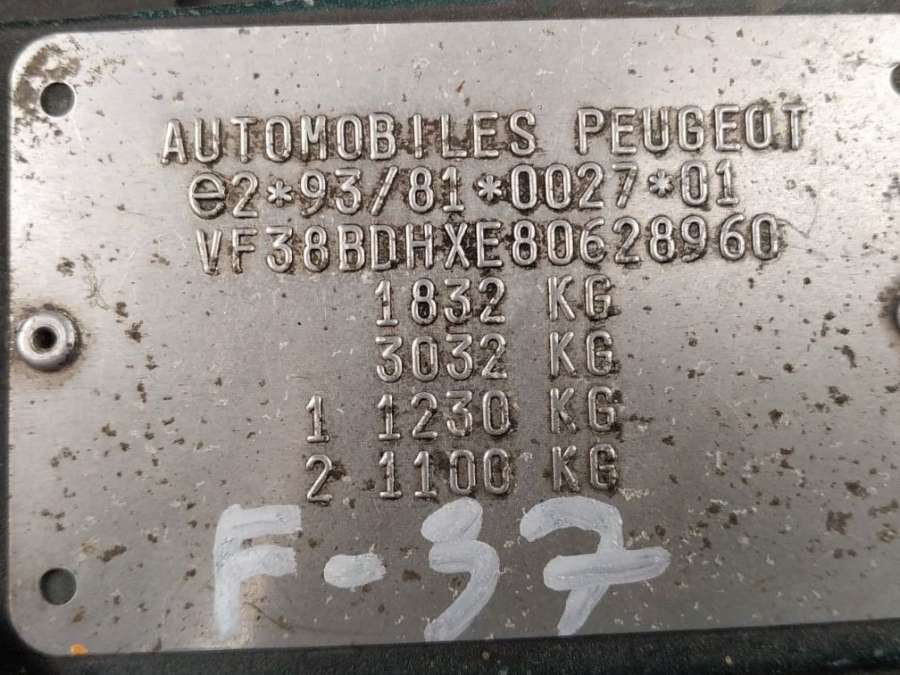 AUTOMOBILES PEUGEOT
e2*93/81*0027*01
VF38BDHXE80628960
1832 KG
3032 KG
1 1230 KG
2 1100 KG
F-37